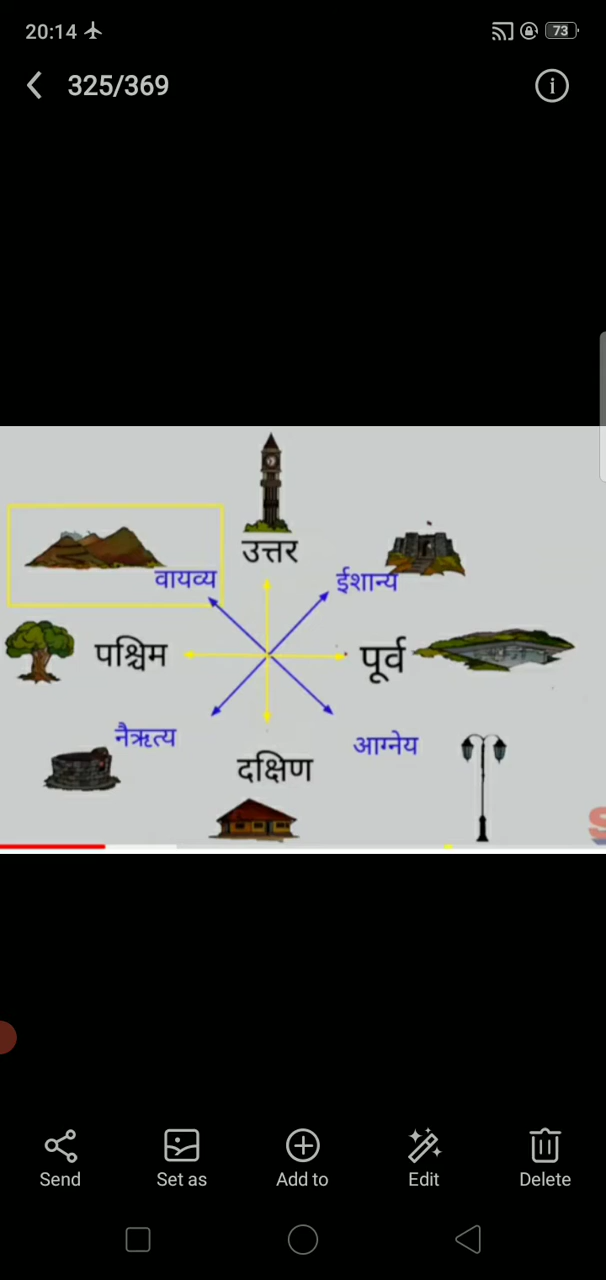 20:14
73
325/369
उत्तर
वायव्य
ईशान्य
पश्चिम
पूर्व
नैऋत्य
आग्नेय
दक्षिण
S
Send
Set as
Add to
Edit
Delete